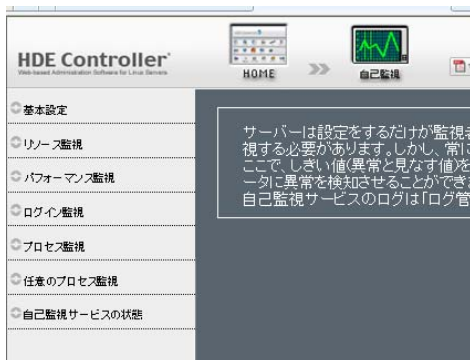 HDE Controller
Web-based Administration Software for Linux Servers
HOME
自己監視
基本設定
リソース監視
パフォーマンス監視
ログイン監視
プロセス監視
任意のプロセス監視
自己監視サービスの状態
サーバーは設定をするだけが監視者
視する必要があります。しかし、常に
ここで、しきい値(異常と見なす値)を
ータに異常を検知させることができ
自己監視サービスのログは「ログ管